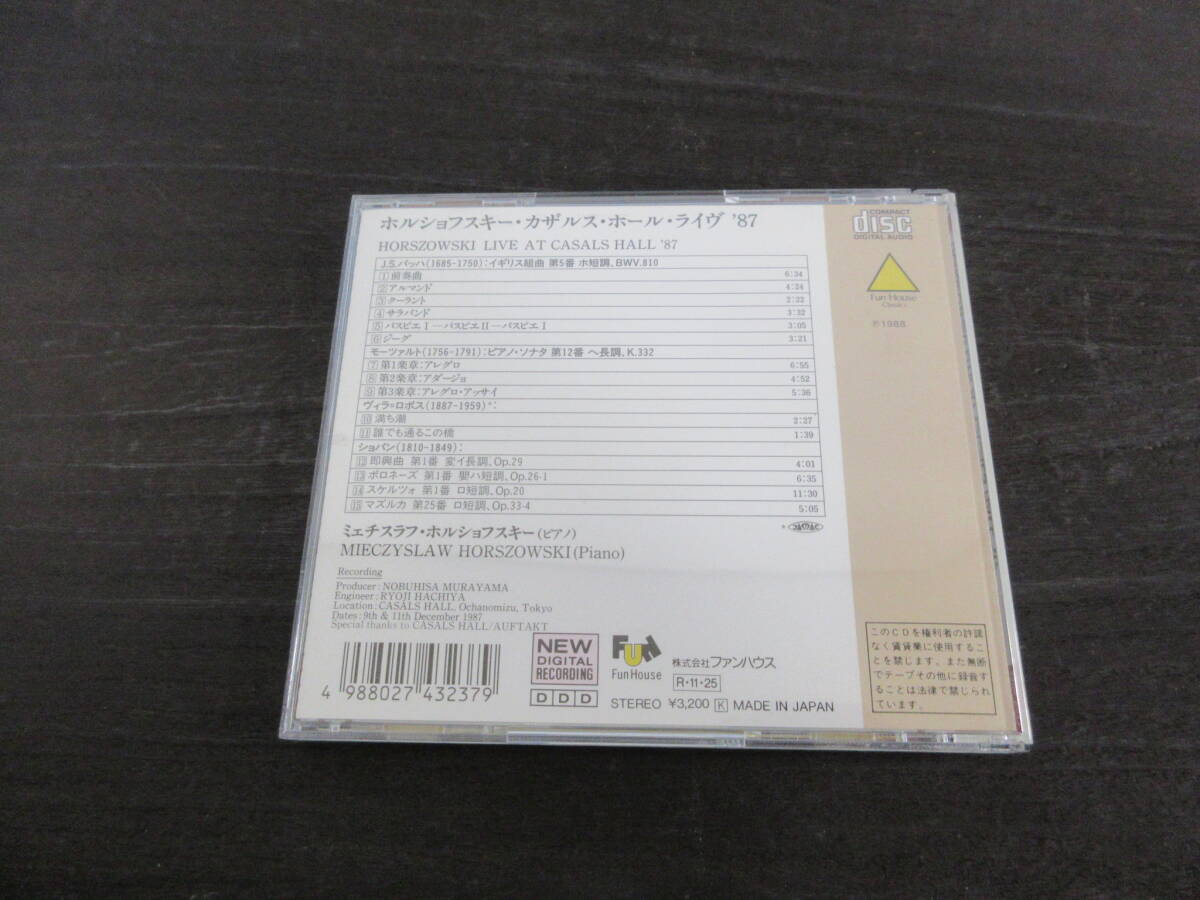 ホルショフスキー・カザルス・ホール・ライヴ '87
HORSZOWSKI LIVE AT CASALS HALL '87
J.S.バッハ(1685-1750):イギリス組曲 第5番 ホ短調、BWV.810
1 前奏曲 6:34
2 アルマンド 4:24
3 クーラント 2:22
4 サラバンド 3:32
5 パスピエⅠ—パスピエⅡ—パスピエⅠ 3:05
6 ジーグ 3:21
モーツァルト(1756-1791):ピアノ・ソナタ 第12番 ヘ長調、K.332
7 第1楽章:アレグロ 6:55
8 第2楽章:アダージョ 4:52
9 第3楽章:アレグロ・アッサイ 5:36
ヴィラ=ロボス(1887-1959)*:
10 満ち潮 2:27
11 誰でも通るこの橋 1:39
ショパン(1810-1849):
12 即興曲 第1番 変イ長調、Op.29 4:01
13 ポロネーズ 第1番 嬰ハ短調、Op.26-1 6:35
14 スケルツォ 第1番 ロ短調、Op.20 11:30
15 マズルカ 第25番 ロ短調、Op.33-4 5:05
ミェチスラフ・ホルショフスキー(ピアノ)
MIECZYSLAW HORSZOWSKI(Piano)
Recording
Producer: NOBUHISA MURAYAMA
Engineer: RYOJI HACHIYA
Location: CASALS HALL, Ochanomizu, Tokyo
Dates: 9th & 11th December 1987
Special thanks to CASALS HALL/AUFTAKT
4 988027 432379
NEW
DIGITAL
RECORDING
D D D
Fun
Fun House
株式会社ファンハウス
R・11・25
STEREO ¥3,200 K MADE IN JAPAN
COMPACT
disc
DIGITAL AUDIO
Fun House
Classics
℗1988
このCDを権利者の許諾
なく賃貸業に使用するこ
とを禁じます。また無断
でテープその他に録音す
ることは法律で禁じられ
ています。